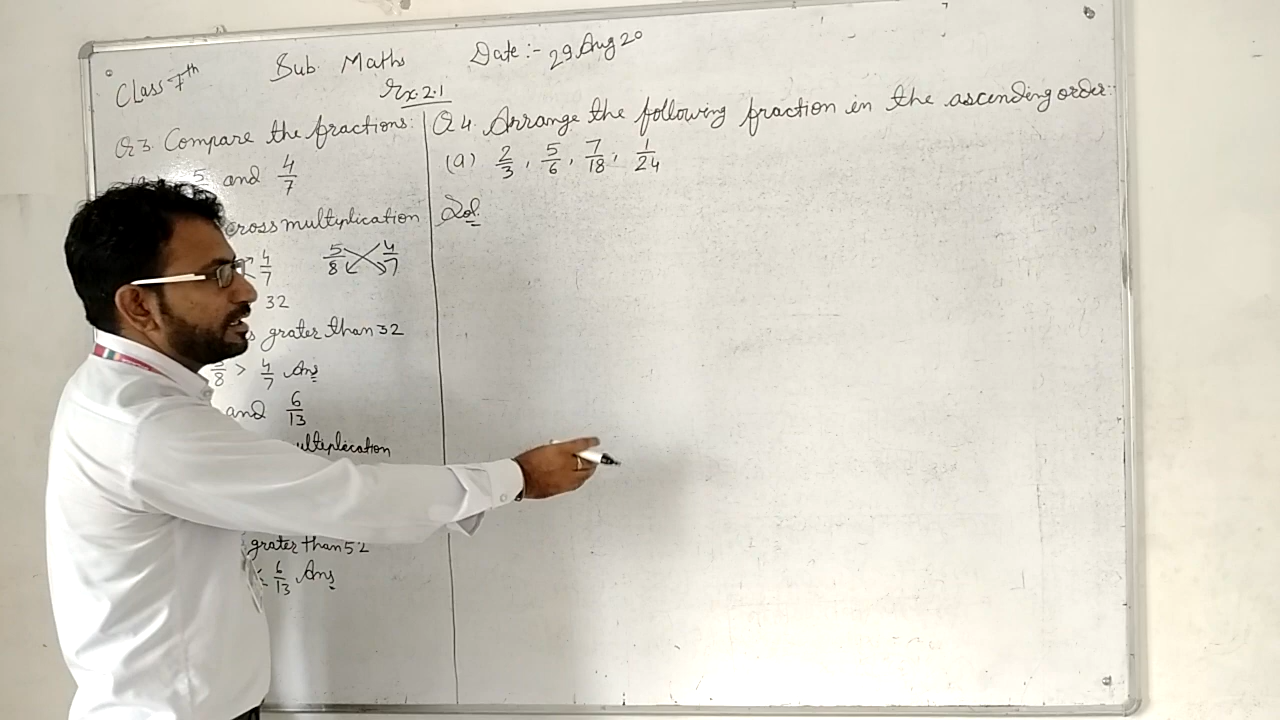 Class 7th Sub. Maths Date:- 29 Aug 20
Ex. 2.1
Q3. Compare the fractions:
5 and 4/7
cross multiplication
4/7 5/8 4/7
32
grater than 32
/8 > 4/7 Ans
and 6/13
ultiplication
grater than 52
6/13 Ans
Q4. Arrange the following fraction in the ascending order:
(a) 2/3, 5/6, 7/18, 1/24
Sol.